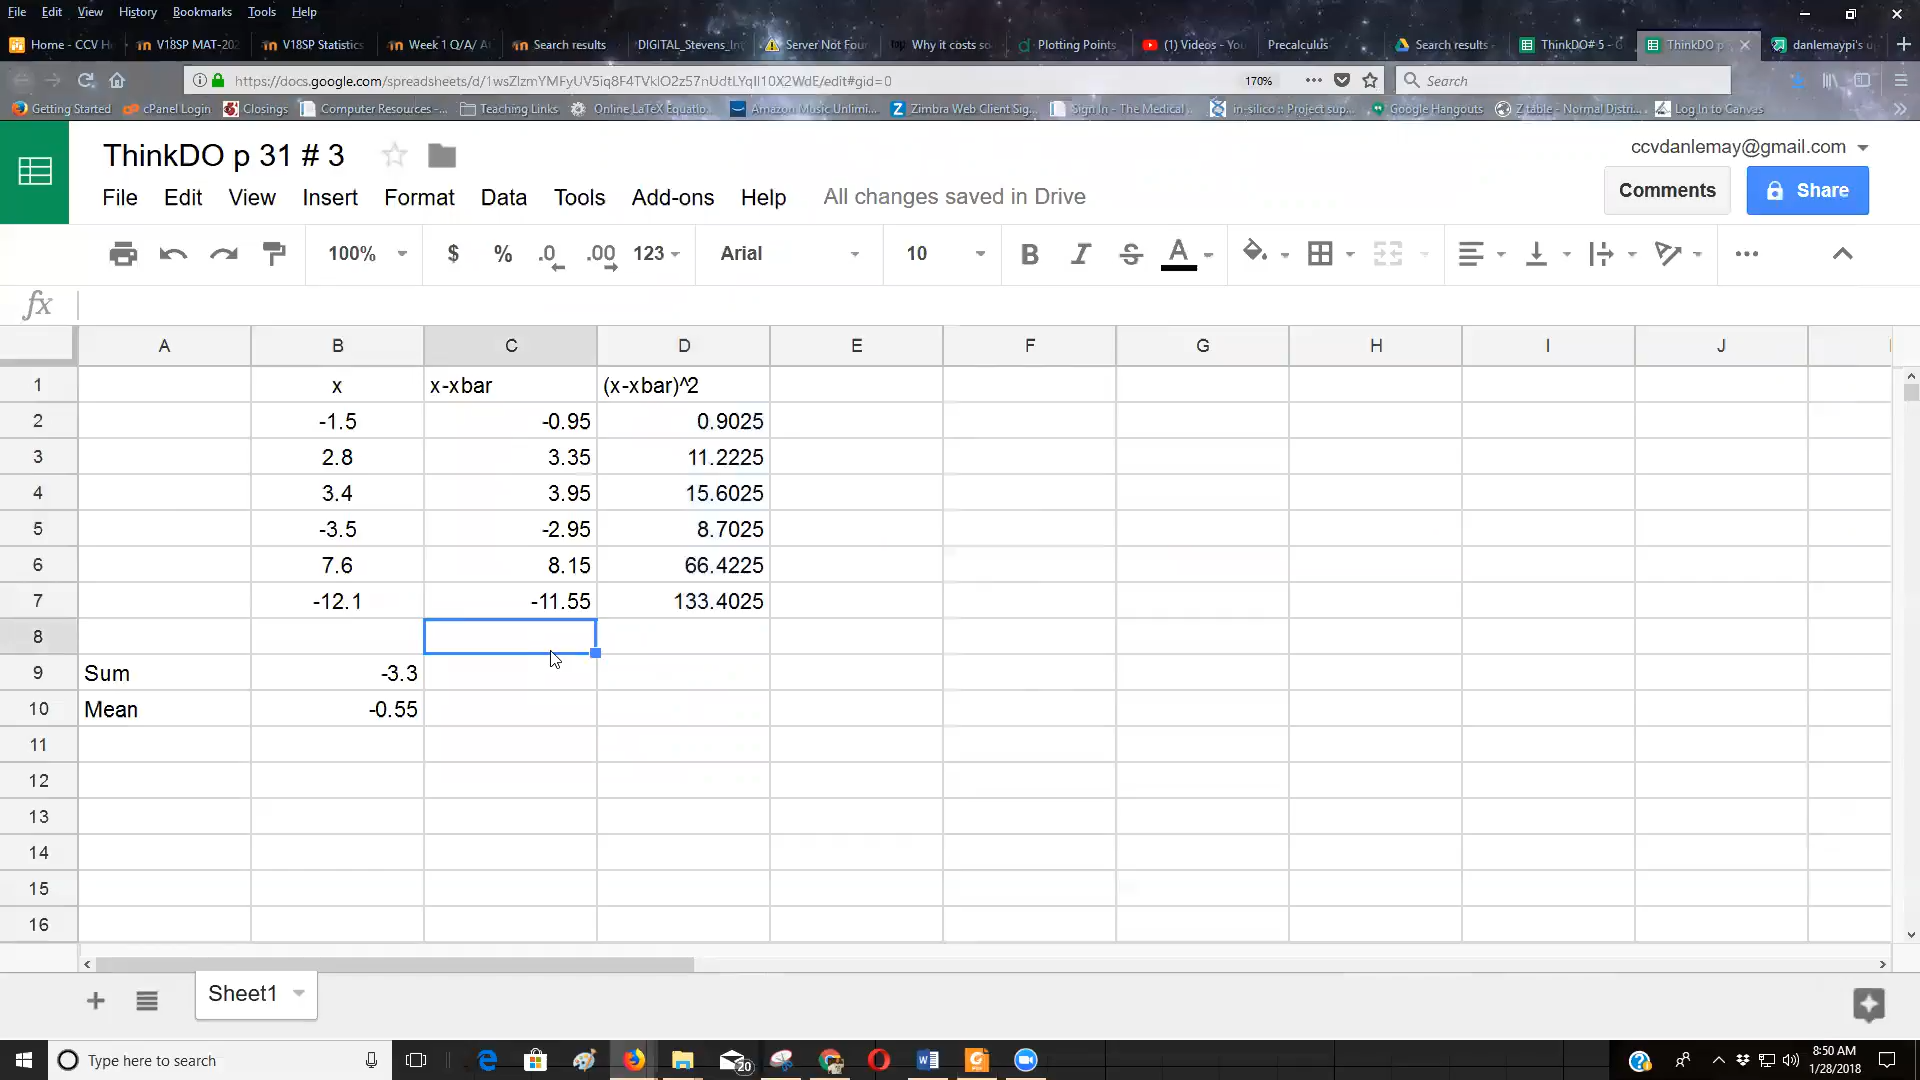 File Edit View History Bookmarks Tools Help
Home - CCV H V18SP MAT-202 V18SP Statistics Week 1 Q/A/ A Search results DIGITAL_Stevens_In Server Not Foun Why it costs so Plotting Points (1) Videos - You Precalculus Search results - ThinkDO# 5 - G ThinkDO p danlemaypi's
https://docs.google.com/spreadsheets/d/1wsZIzmYMFyUV5iq8F4TVkIO2z57nUdtLYqIl10X2WdE/edit#gid=0 170% Search
Getting Started cPanel Login Closings Computer Resources -... Teaching Links Online LaTeX Equatio... Amazon Music Unlimi... Zimbra Web Client Sig... Sign In - The Medical ... in-silico :: Project sup... Google Hangouts Z table - Normal Distri... Log In to Canvas
ThinkDO p 31 # 3
ccvdanlemay@gmail.com
File Edit View Insert Format Data Tools Add-ons Help All changes saved in Drive
Comments Share
100% $ % .0 .00 123 Arial 10 B I S A
fx
A B C D E F G H I J
1 x x-xbar (x-xbar)^2
2 -1.5 -0.95 0.9025
3 2.8 3.35 11.2225
4 3.4 3.95 15.6025
5 -3.5 -2.95 8.7025
6 7.6 8.15 66.4225
7 -12.1 -11.55 133.4025
8
9 Sum -3.3
10 Mean -0.55
11
12
13
14
15
16
Sheet1
Type here to search
20
8:50 AM
1/28/2018